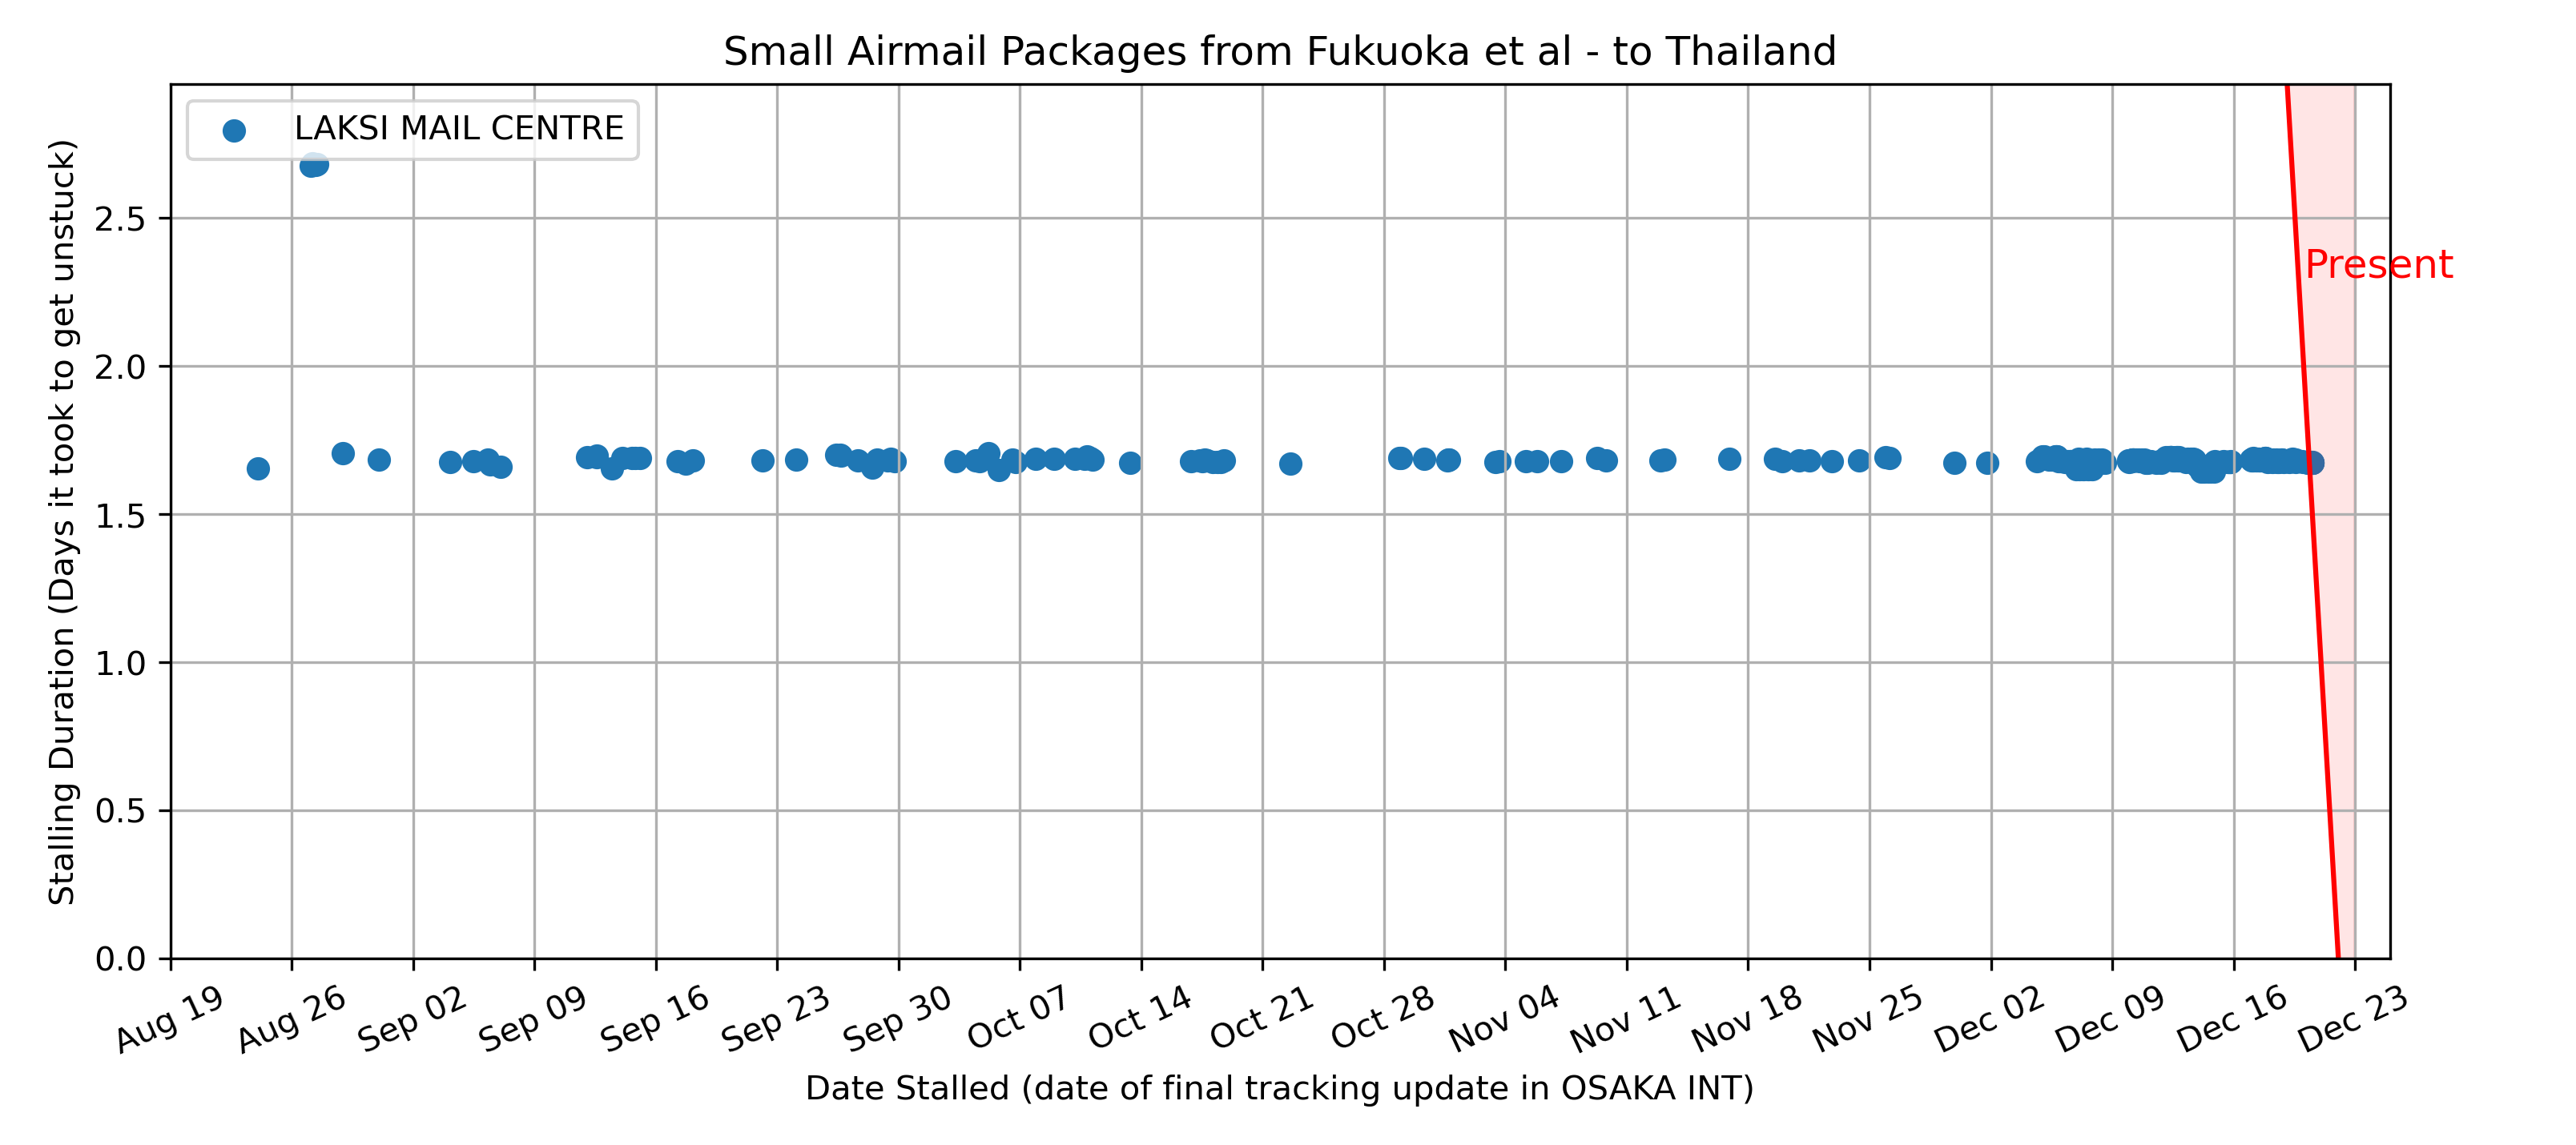 Small Airmail Packages from Fukuoka et al - to Thailand
LAKSI MAIL CENTRE
Present
Stalling Duration (Days it took to get unstuck)
2.5
2.0
1.5
1.0
0.5
0.0
Aug 19
Aug 26
Sep 02
Sep 09
Sep 16
Sep 23
Sep 30
Oct 07
Oct 14
Oct 21
Oct 28
Nov 04
Nov 11
Nov 18
Nov 25
Dec 02
Dec 09
Dec 16
Dec 23
Date Stalled (date of final tracking update in OSAKA INT)